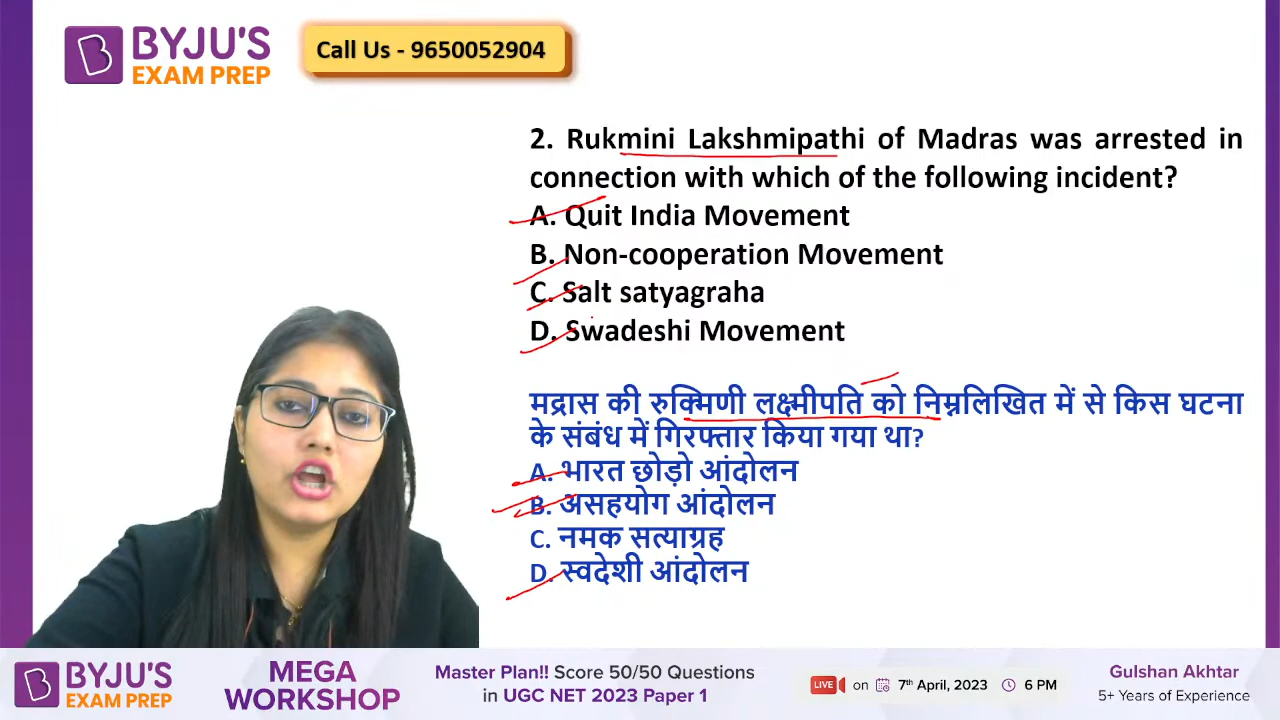 BYJU'S
EXAM PREP
Call Us - 9650052904
2. Rukmini Lakshmipathi of Madras was arrested in
connection with which of the following incident?
A. Quit India Movement
B. Non-cooperation Movement
C. Salt satyagraha
D. Swadeshi Movement
मद्रास की रुक्मिणी लक्ष्मीपति को निम्नलिखित में से किस घटना
के संबंध में गिरफ्तार किया गया था?
A. भारत छोड़ो आंदोलन
B. असहयोग आंदोलन
C. नमक सत्याग्रह
D. स्वदेशी आंदोलन
BYJU'S
EXAM PREP
MEGA
WORKSHOP
Master Plan!! Score 50/50 Questions
in UGC NET 2023 Paper 1
LIVE on 7th April, 2023 6 PM
Gulshan Akhtar
5+ Years of Experience